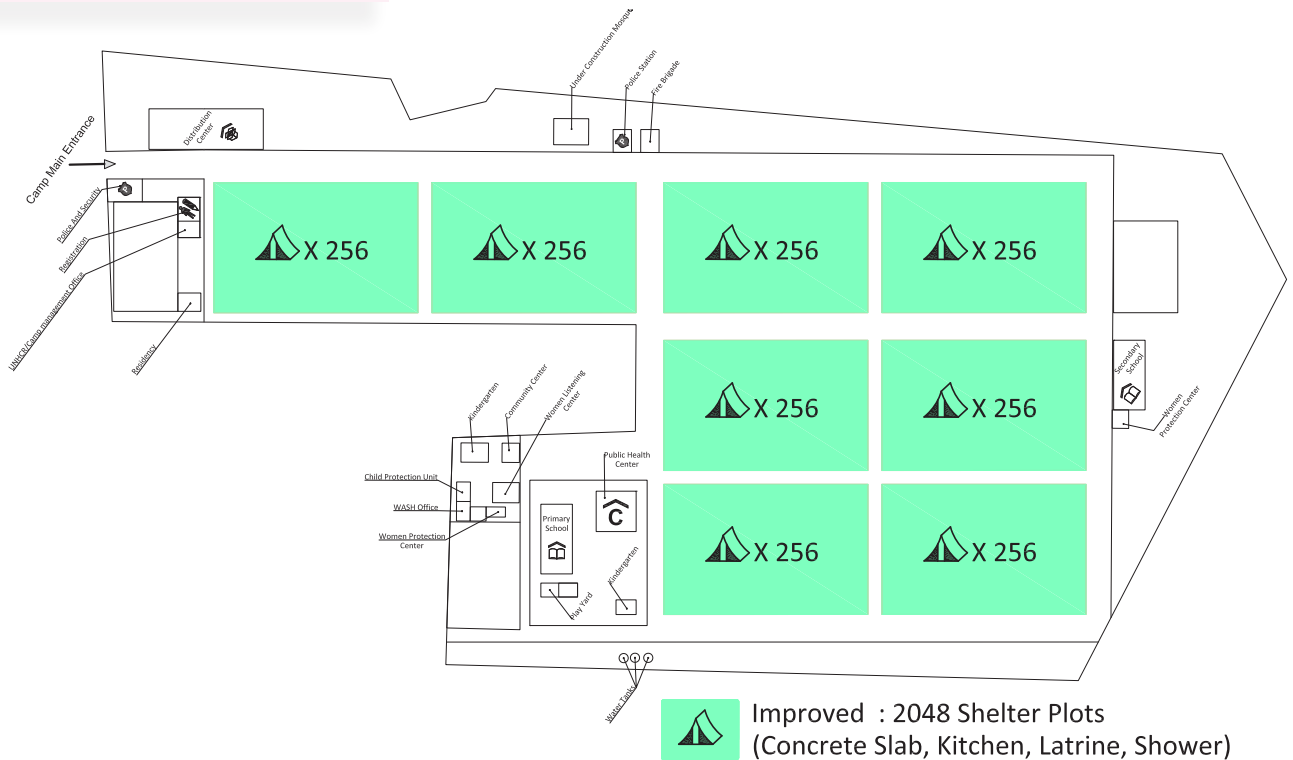 Under Construction Mosque
Police Station
Fire Brigade
Distribution
Center
Camp Main Entrance
Police And Security
Registration
UNHCR/Camp management Office
Residency
X 256
X 256
X 256
X 256
X 256
X 256
Secondary
School
Women
Protection Center
Kindergarten
Community Center
Women Listening
Center
Public Health
Center
C
Child Protection Unit
WASH Office
Women Protection
Center
Primary
School
Kindergarten
Play Yard
X 256
X 256
Water Tanks
Improved : 2048 Shelter Plots
(Concrete Slab, Kitchen, Latrine, Shower)